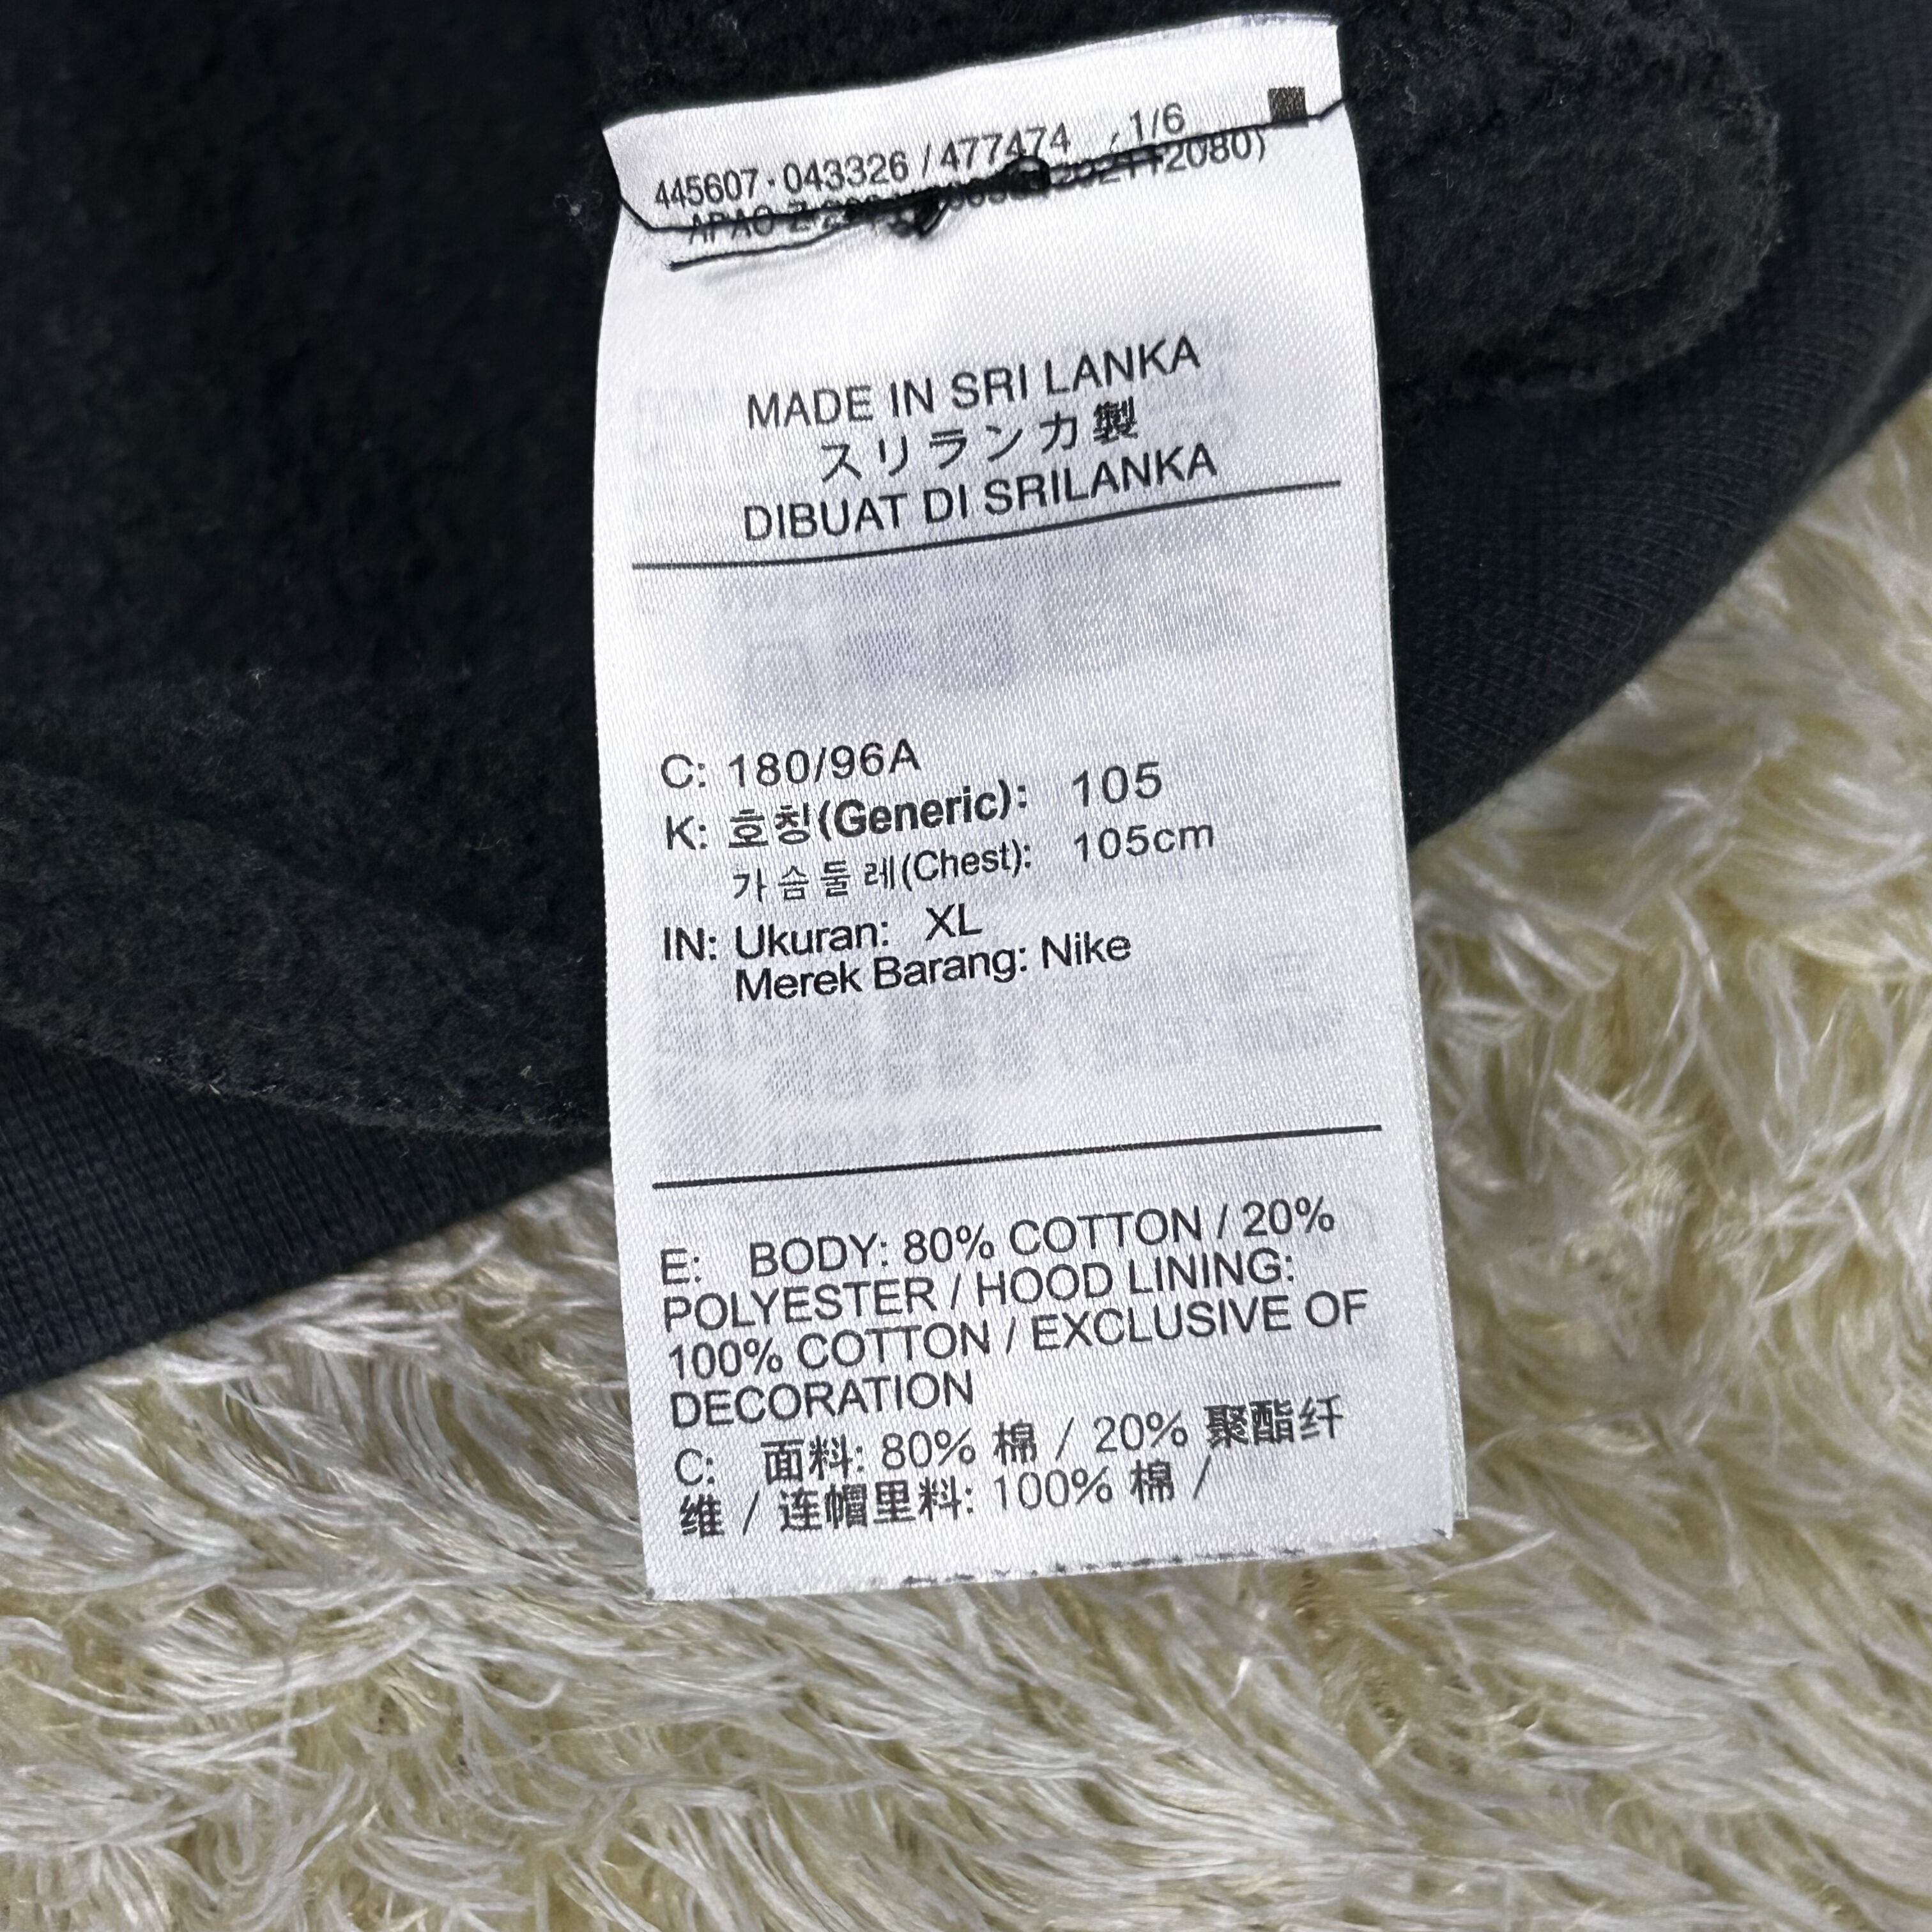 445607・043326 / 477474 , 1/6
MADE IN SRI LANKA
スリランカ製
DIBUAT DI SRILANKA
C: 180/96A
K: 호칭(Generic): 105
가슴둘레(Chest): 105cm
IN: Ukuran: XL
Merek Barang: Nike
E: BODY: 80% COTTON / 20%
POLYESTER / HOOD LINING:
100% COTTON / EXCLUSIVE OF
DECORATION
C: 面料: 80% 棉 / 20% 聚酯纤
维 / 连帽里料: 100% 棉 /